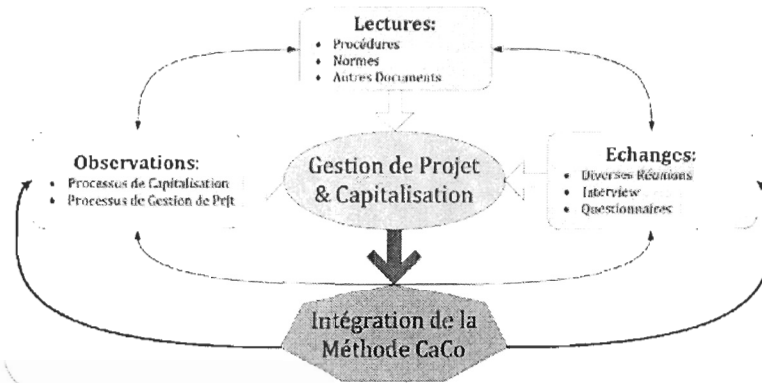 Lectures:
• Procédures
• Normes
• Autres Documents
Observations:
• Processus de Capitalisation
• Processus de Gestion de Prjt
Gestion de Projet
& Capitalisation
Echanges:
• Diverses Réunions
• Interview
• Questionnaires
Intégration de la
Méthode CaCo